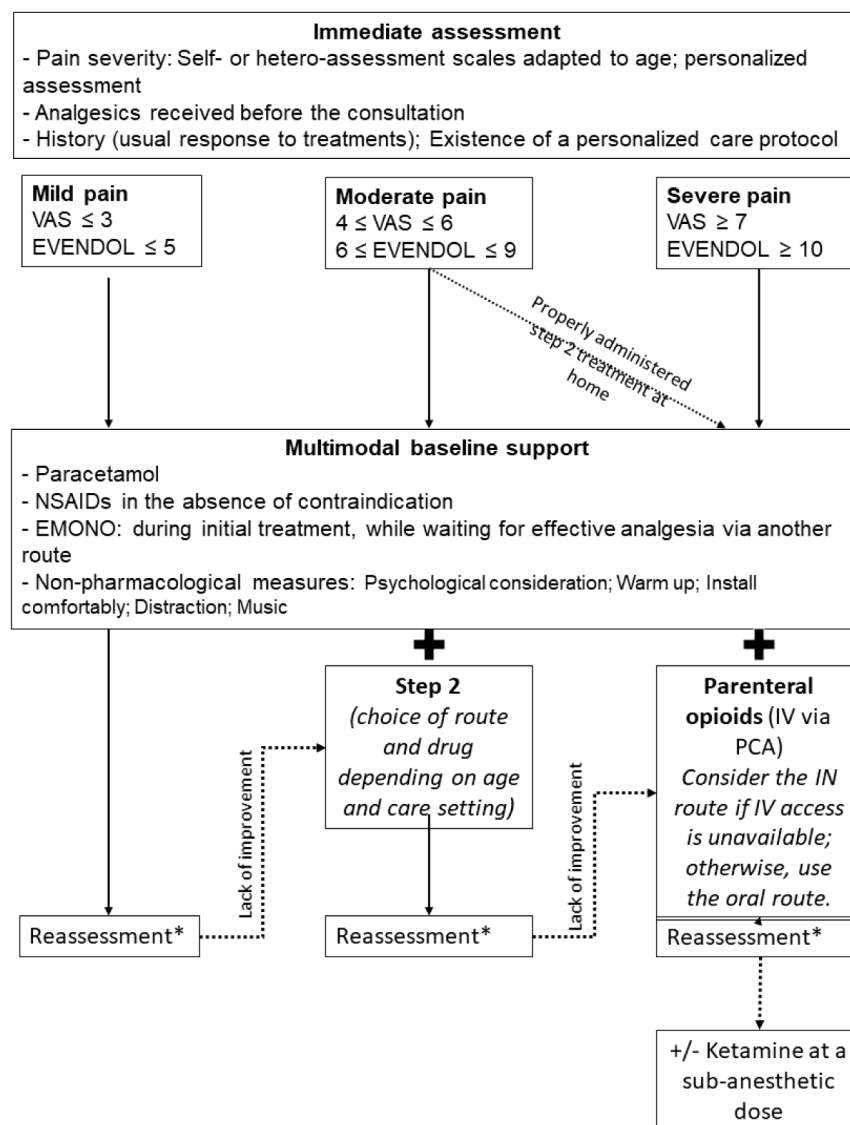 Immediate assessment
- Pain severity: Self- or hetero-assessment scales adapted to age; personalized
assessment
- Analgesics received before the consultation
- History (usual response to treatments); Existence of a personalized care protocol
Mild pain
VAS ≤ 3
EVENDOL ≤ 5
Moderate pain
4 ≤ VAS ≤ 6
6 ≤ EVENDOL ≤ 9
Severe pain
VAS ≥ 7
EVENDOL ≥ 10
Properly administered
step 2 treatment at
home
Multimodal baseline support
- Paracetamol
- NSAIDs in the absence of contraindication
- EMONO: during initial treatment, while waiting for effective analgesia via another
route
- Non-pharmacological measures: Psychological consideration; Warm up; Install
comfortably; Distraction; Music
Step 2
(choice of route
and drug
depending on age
and care setting)
Parenteral
opioids (IV via
PCA)
Consider the IN
route if IV access
is unavailable;
otherwise, use
the oral route.
Lack of improvement
Lack of improvement
Reassessment*
Reassessment*
Reassessment*
+/- Ketamine at a
sub-anesthetic
dose